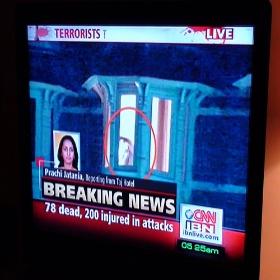 TERRORISTS T
LIVE
Prachi Jatania, Reporting from Taj Hotel
BREAKING NEWS
78 dead, 200 injured in attacks
CNN
IBN
ibnlive.com
05:25am